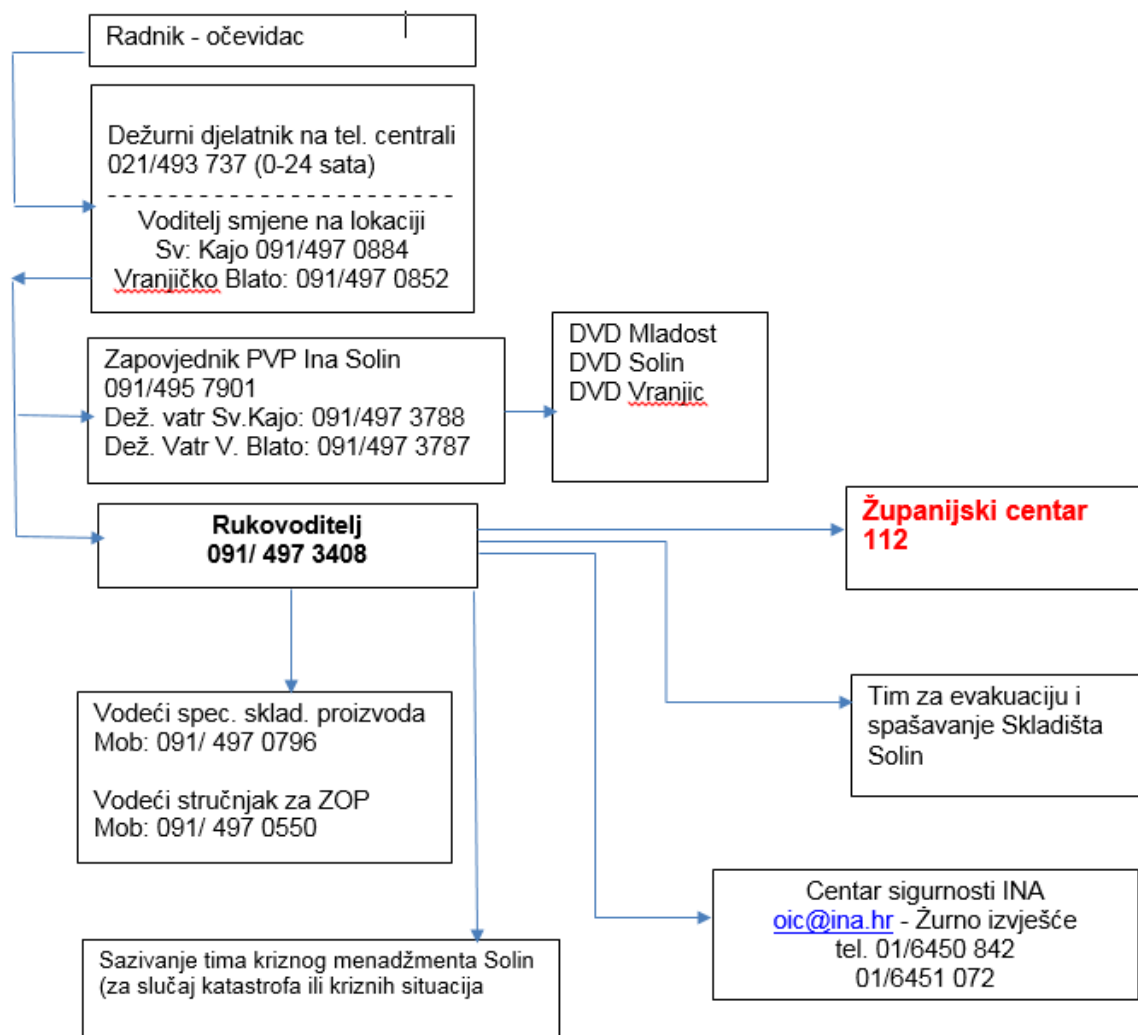 Radnik - očevidac
Dežurni djelatnik na tel. centrali
021/493 737 (0-24 sata)
- - - - - - - - - - - - - - - - - - - - - - - - - - - - -
Voditelj smjene na lokaciji
Sv: Kajo 091/497 0884
Vranjičko Blato: 091/497 0852
Zapovjednik PVP Ina Solin
091/495 7901
Dež. vatr Sv.Kajo: 091/497 3788
Dež. Vatr V. Blato: 091/497 3787
DVD Mladost
DVD Solin
DVD Vranjic
Rukovoditelj
091/ 497 3408
Županijski centar
112
Vodeći spec. sklad. proizvoda
Mob: 091/ 497 0796
Vodeći stručnjak za ZOP
Mob: 091/ 497 0550
Tim za evakuaciju i
spašavanje Skladišta
Solin
Centar sigurnosti INA
oic@ina.hr - Žurno izvješće
tel. 01/6450 842
01/6451 072
Sazivanje tima kriznog menadžmenta Solin
(za slučaj katastrofa ili kriznih situacija